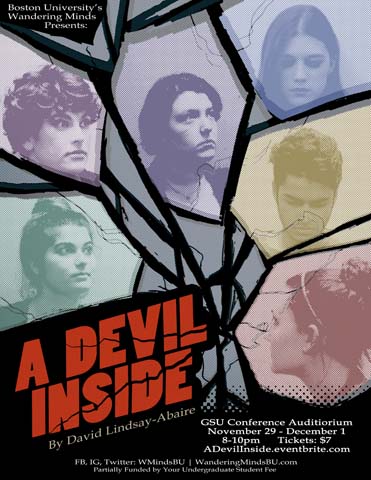 Boston University's
Wandering Minds
Presents:
A DEVIL
INSIDE
By David Lindsay-Abaire
GSU Conference Auditorium
November 29 - December 1
8-10pm Tickets: $7
ADevilInside.eventbrite.com
FB, IG, Twitter: WMindsBU | WanderingMindsBU.com
Partially Funded by Your Undergraduate Student Fee